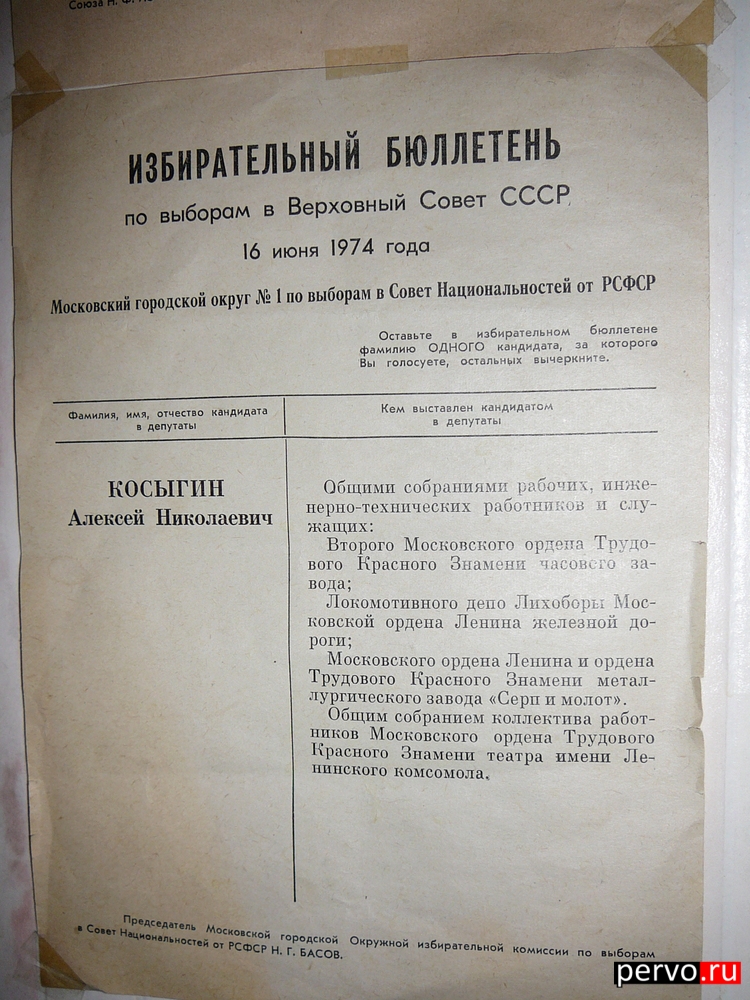 Союза Н. Ф.
ИЗБИРАТЕЛЬНЫЙ БЮЛЛЕТЕНЬ
по выборам в Верховный Совет СССР
16 июня 1974 года
Московский городской округ № 1 по выборам в Совет Национальностей от РСФСР
Оставьте в избирательном бюллетене
фамилию ОДНОГО кандидата, за которого
Вы голосуете, остальных вычеркните.
Фамилия, имя, отчество кандидата
в депутаты
Кем выставлен кандидатом
в депутаты
КОСЫГИН
Алексей Николаевич
Общими собраниями рабочих, инже-
нерно-технических работников и слу-
жащих:
Второго Московского ордена Трудо-
вого Красного Знамени часового за-
вода;
Локомотивного депо Лихоборы Мос-
ковской ордена Ленина железной до-
роги;
Московского ордена Ленина и ордена
Трудового Красного Знамени метал-
лургического завода «Серп и молот».
Общим собранием коллектива работ-
ников Московского ордена Трудового
Красного Знамени театра имени Ле-
нинского комсомола.
Председатель Московской городской Окружной избирательной комиссии по выборам
в Совет Национальностей от РСФСР Н. Г. БАСОВ.
pervo.ru